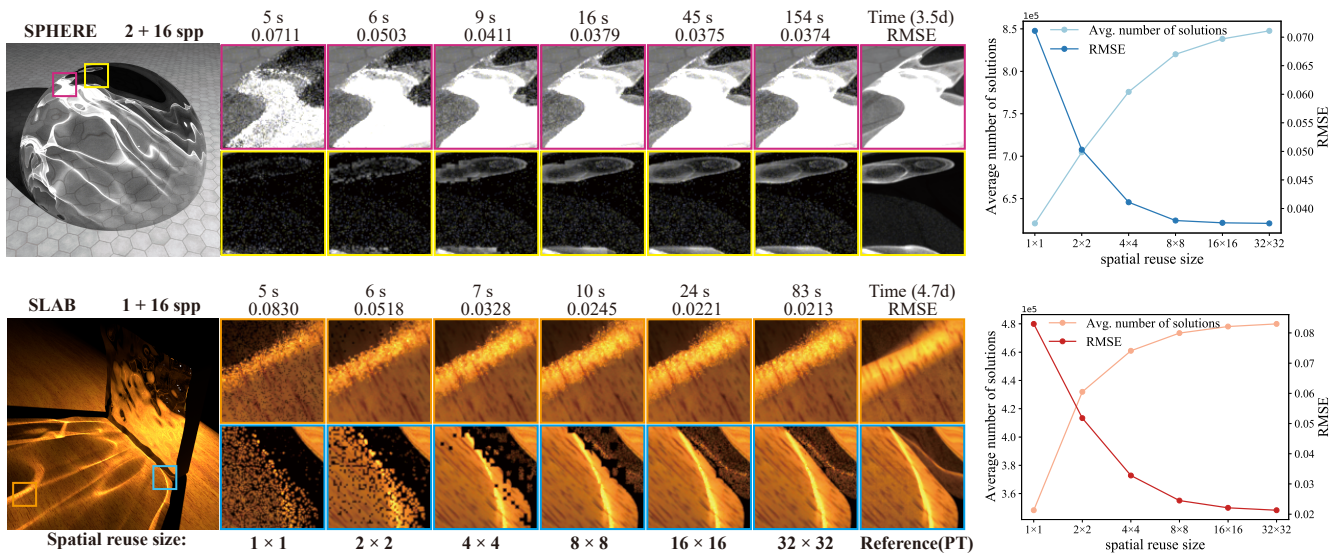 SPHERE 2 + 16 spp
5 s 6 s 9 s 16 s 45 s 154 s Time (3.5d)
0.0711 0.0503 0.0411 0.0379 0.0375 0.0374 RMSE
1e5
Avg. number of solutions
RMSE
Average number of solutions
8.5
8.0
7.5
7.0
6.5
0.070
0.065
0.060
0.055
0.050
0.045
0.040
RMSE
1×1 2×2 4×4 8×8 16×16 32×32
spatial reuse size
SLAB 1 + 16 spp
5 s 6 s 7 s 10 s 24 s 83 s Time (4.7d)
0.0830 0.0518 0.0328 0.0245 0.0221 0.0213 RMSE
1e5
Avg. number of solutions
RMSE
Average number of solutions
4.8
4.6
4.4
4.2
4.0
3.8
3.6
0.08
0.07
0.06
0.05
0.04
0.03
0.02
RMSE
1×1 2×2 4×4 8×8 16×16 32×32
spatial reuse size
Spatial reuse size: 1 × 1 2 × 2 4 × 4 8 × 8 16 × 16 32 × 32 Reference(PT)